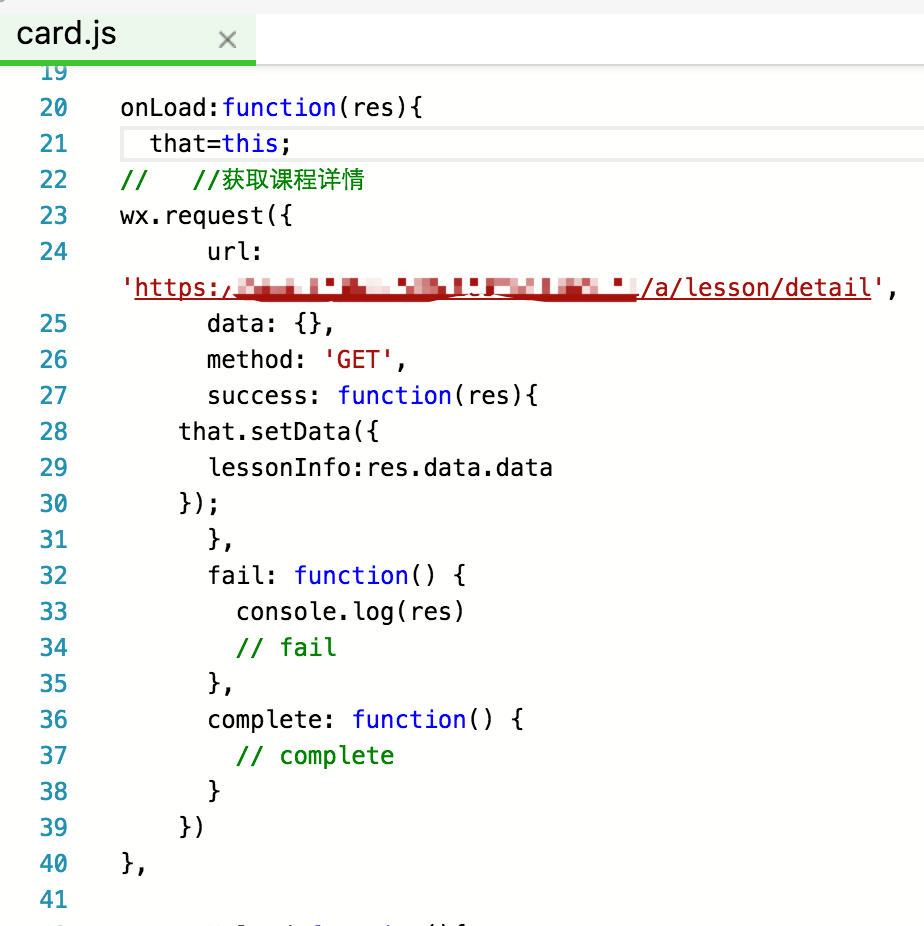 card.js ×
19
20 onLoad:function(res){
21 that=this;
22 // //获取课程详情
23 wx.request({
24 url:
'https:/ /a/lesson/detail',
25 data: {},
26 method: 'GET',
27 success: function(res){
28 that.setData({
29 lessonInfo:res.data.data
30 });
31 },
32 fail: function() {
33 console.log(res)
34 // fail
35 },
36 complete: function() {
37 // complete
38 }
39 })
40 },
41